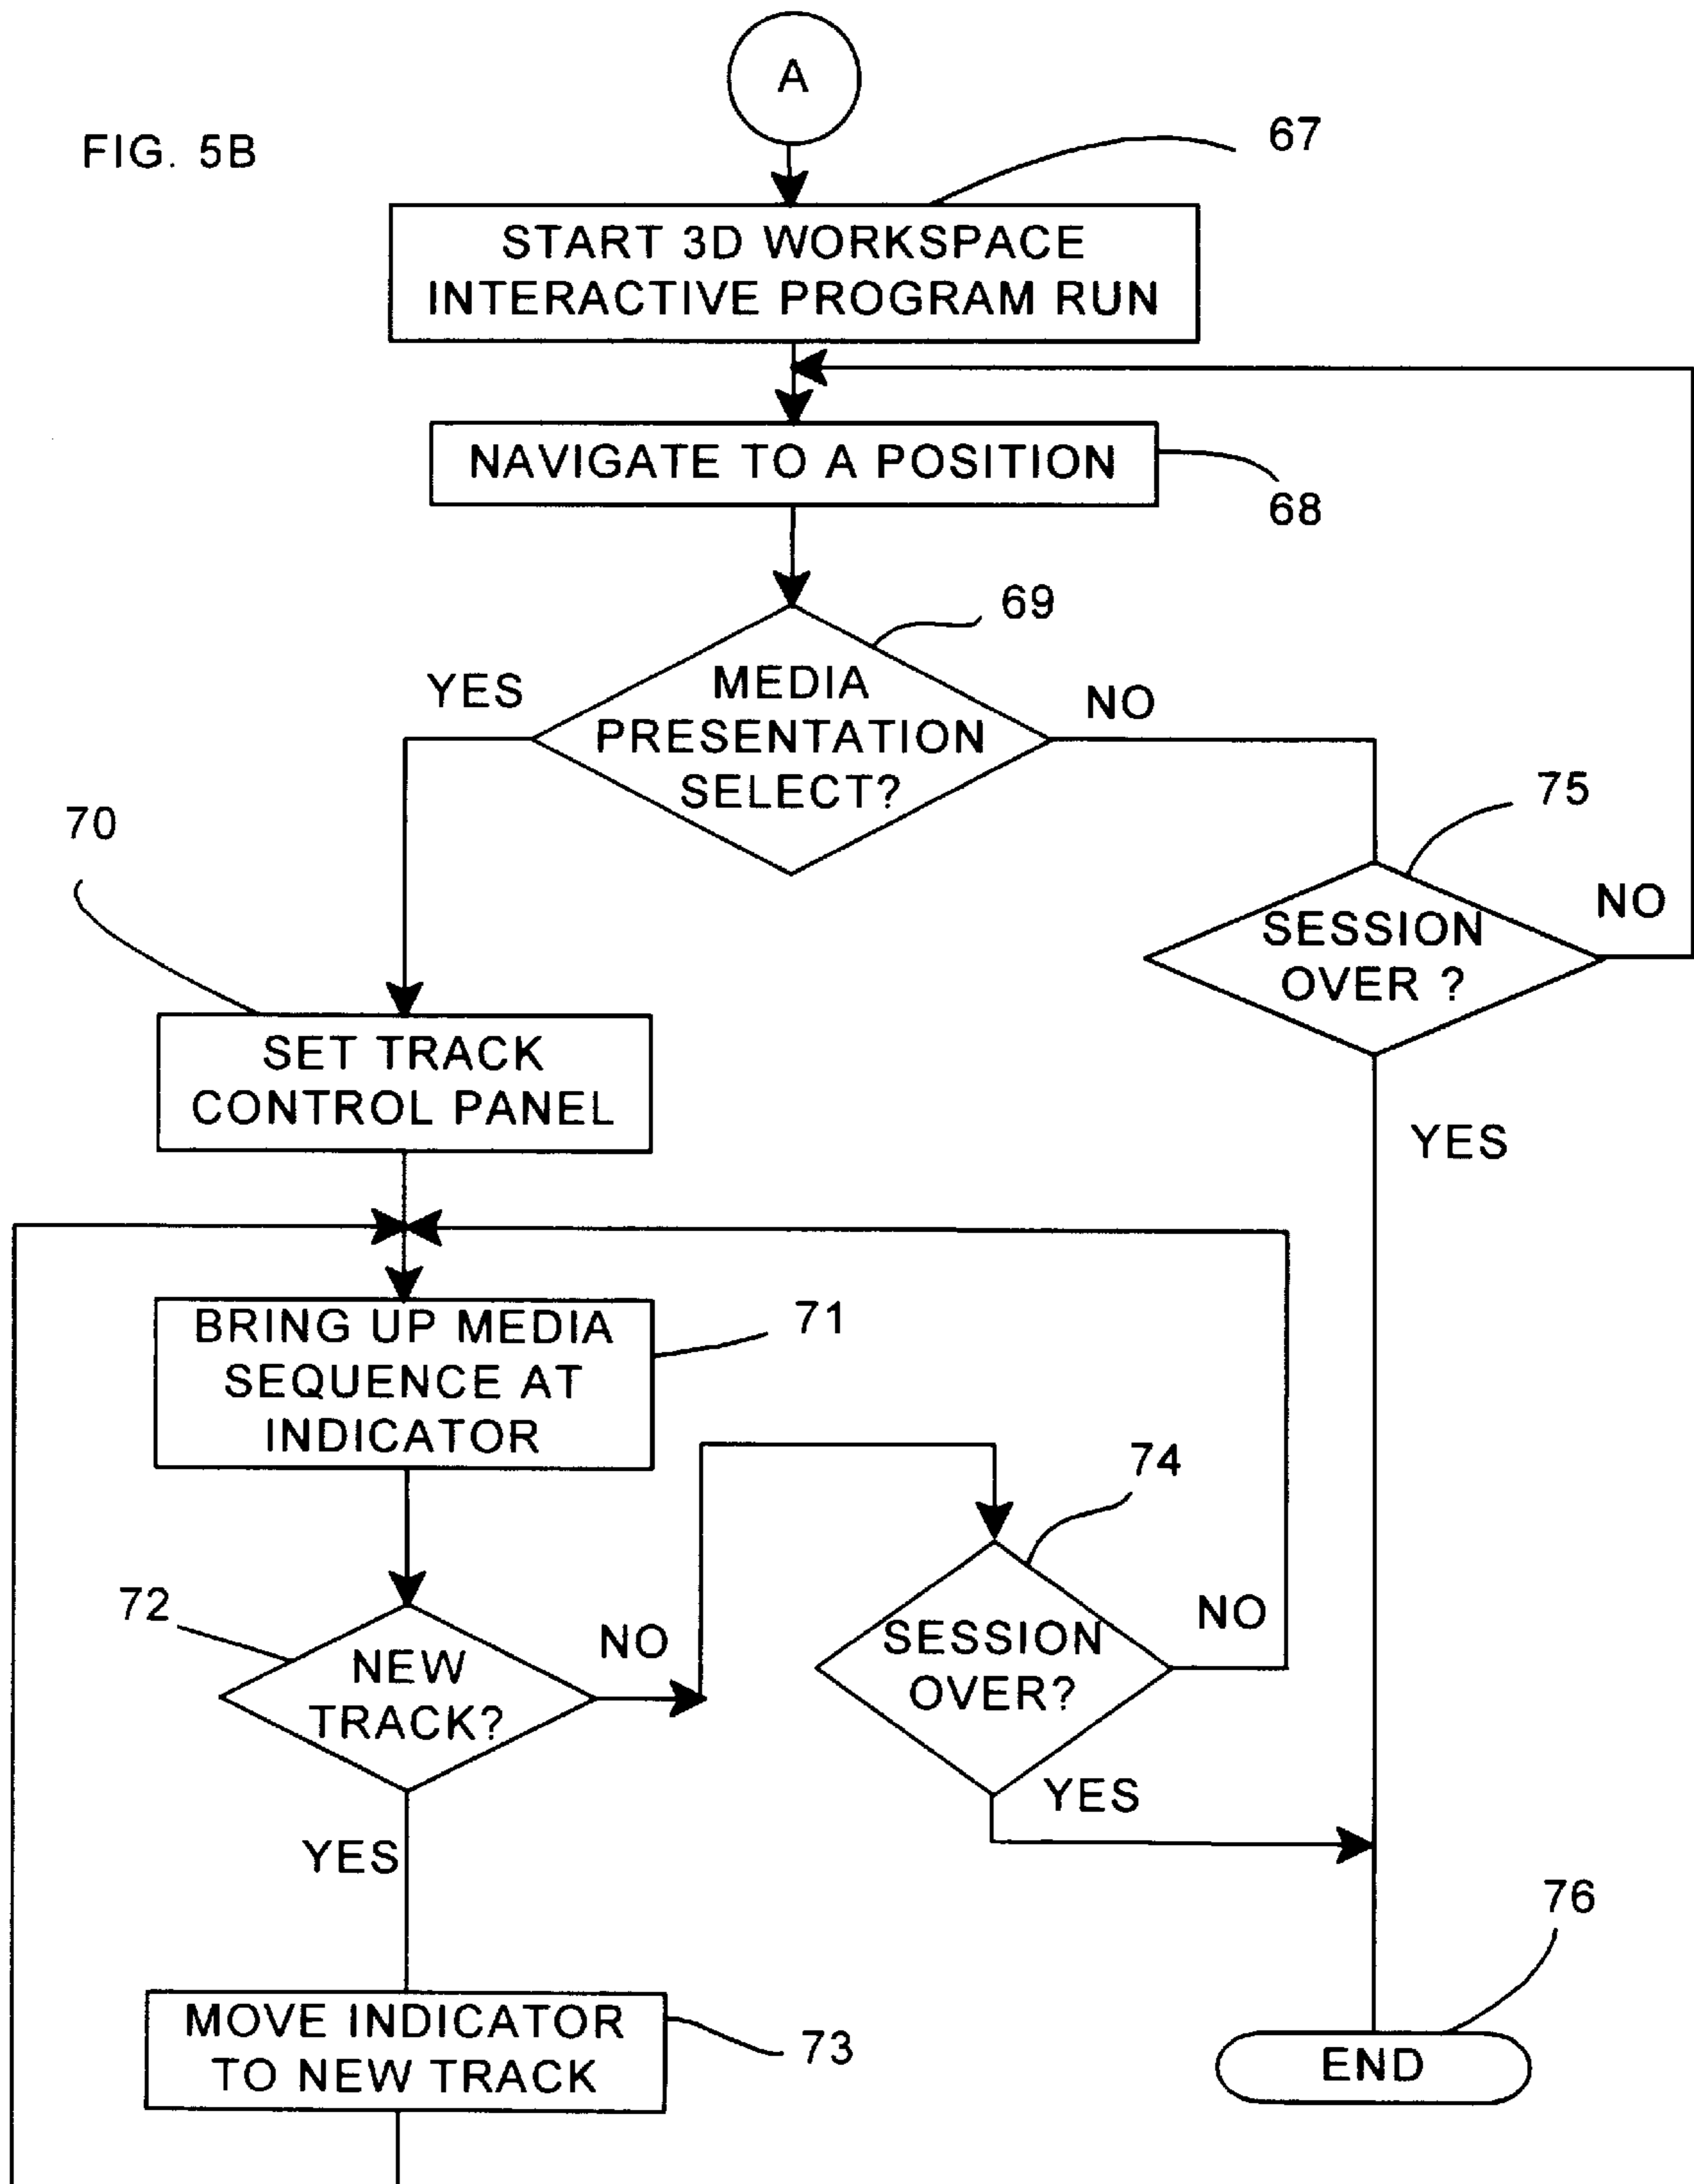 A
FIG. 5B
67
START 3D WORKSPACE
INTERACTIVE PROGRAM RUN
NAVIGATE TO A POSITION
68
69
YES
MEDIA
PRESENTATION
SELECT?
NO
75
70
SESSION
OVER ?
NO
SET TRACK
CONTROL PANEL
YES
BRING UP MEDIA
SEQUENCE AT
INDICATOR
71
74
72
NEW
TRACK?
NO
SESSION
OVER?
NO
YES
YES
76
MOVE INDICATOR
TO NEW TRACK
73
END